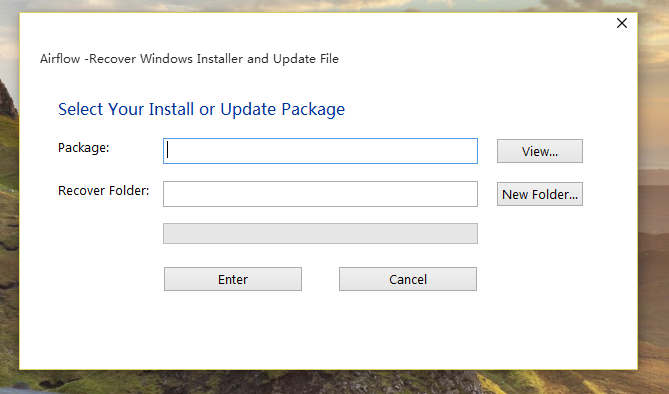 Airflow -Recover Windows Installer and Update File
Select Your Install or Update Package
Package:
View...
Recover Folder:
New Folder...
Enter
Cancel